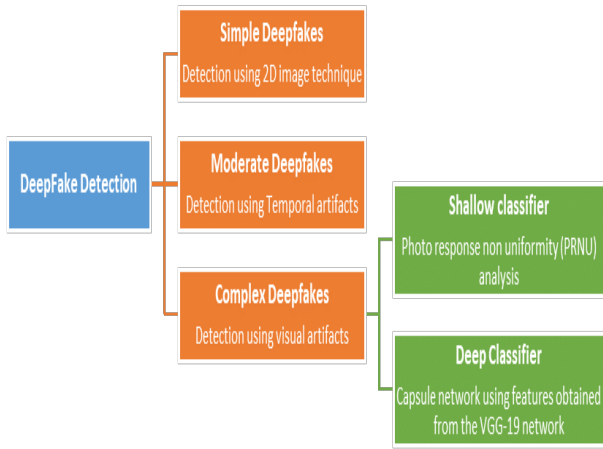 Simple Deepfakes
Detection using 2D image technique
DeepFake Detection
Moderate Deepfakes
Detection using Temporal artifacts
Complex Deepfakes
Detection using visual artifacts
Shallow classifier
Photo response non uniformity (PRNU)
analysis
Deep Classifier
Capsule network using features obtained
from the VGG-19 network